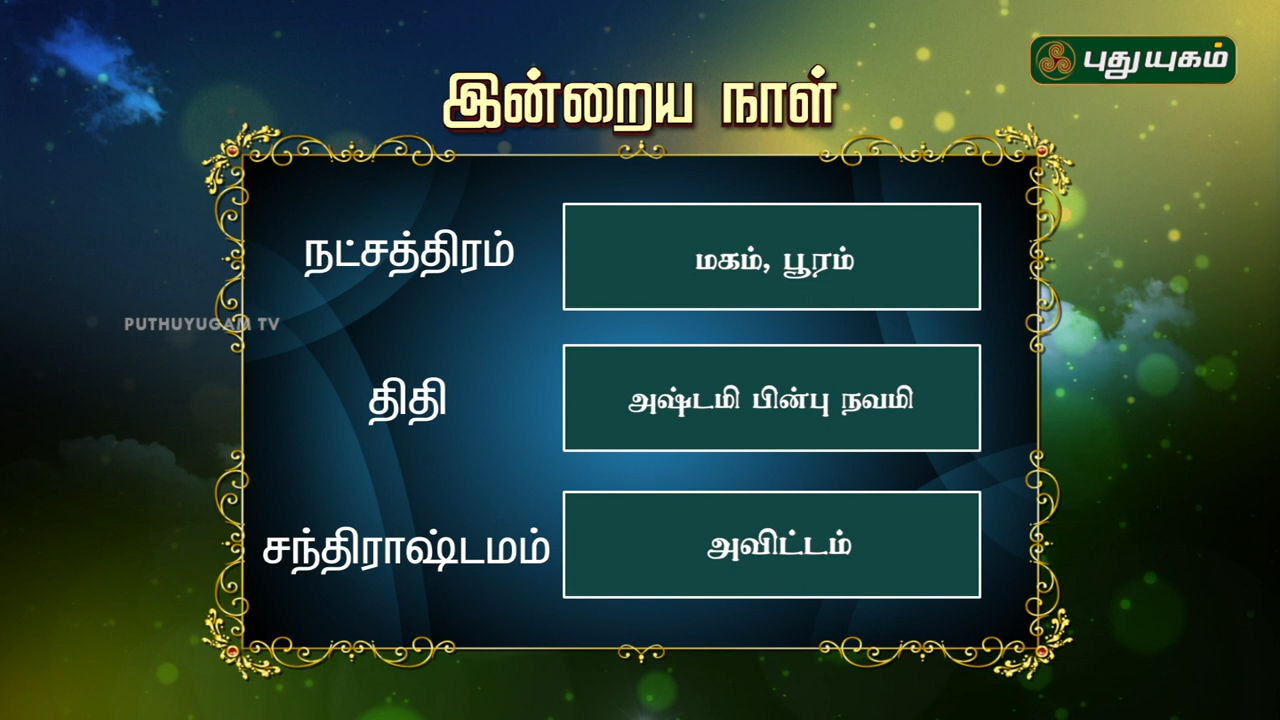 புதுயுகம்
இன்றைய நாள்
நட்சத்திரம்
மகம், பூரம்
PUTHUYUGAM TV
திதி
அஷ்டமி பின்பு நவமி
சந்திராஷ்டமம்
அவிட்டம்